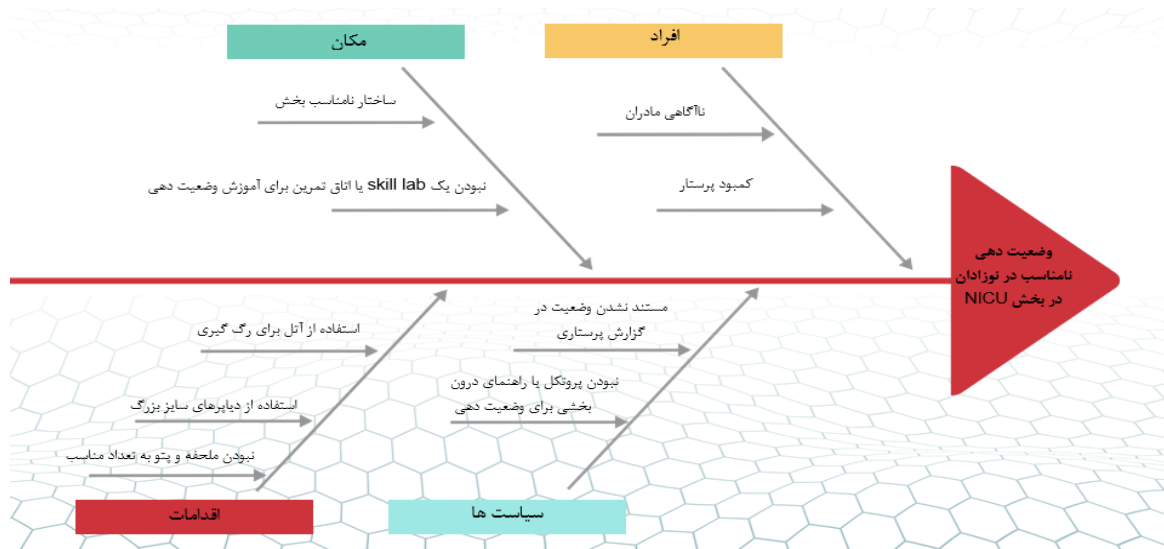 افراد
مکان
ناآگاهی مادران
ساختار نامناسب بخش
کمبود پرستار
نبودن یک skill lab یا اتاق تمرین برای آموزش وضعیت دهی
وضعیت دهی
نامناسب در نوزادان
در بخش NICU
مستند نشدن وضعیت در
گزارش پرستاری
نبودن پروتکل یا راهنمای درون
بخشی برای وضعیت دهی
استفاده از آتل برای رگ گیری
استفاده از دیاپرهای سایز بزرگ
نبودن ملحفه و پتو به تعداد مناسب
سیاست ها
اقدامات